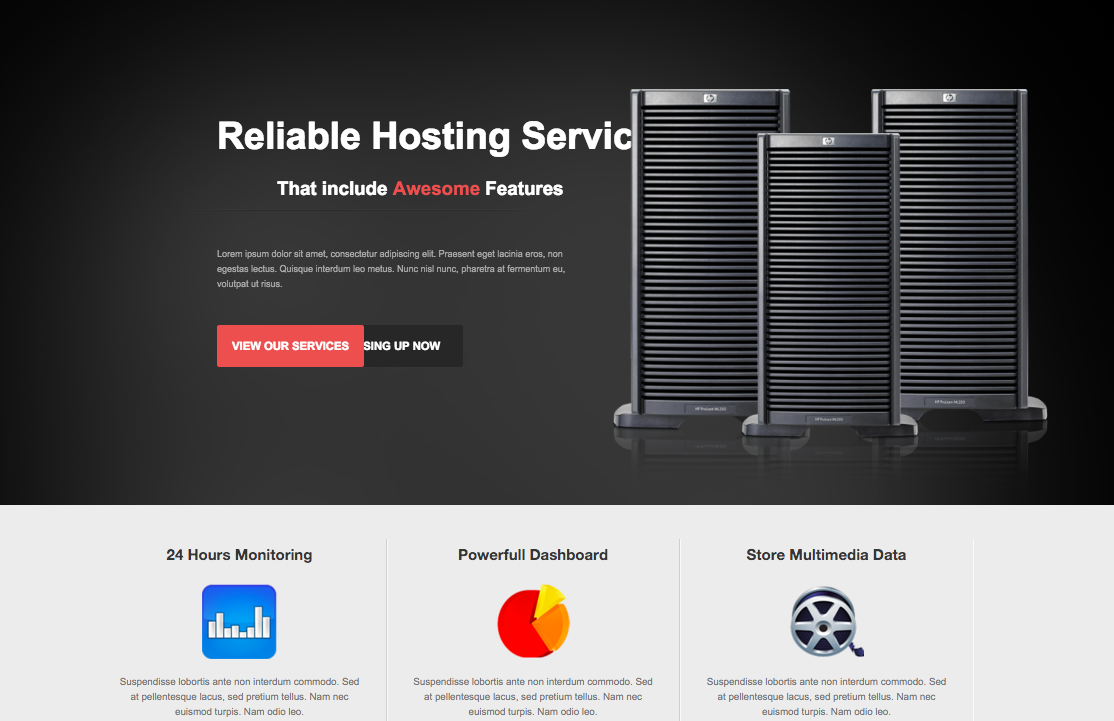 Reliable Hosting Servic
That include Awesome Features
Lorem ipsum dolor sit amet, consectetur adipiscing elit. Praesent eget lacinia eros, non
egestas lectus. Quisque interdum leo metus. Nunc nisl nunc, pharetra at fermentum eu,
volutpat ut risus.
VIEW OUR SERVICES SING UP NOW
24 Hours Monitoring
Powerfull Dashboard
Store Multimedia Data
Suspendisse lobortis ante non interdum commodo. Sed
at pellentesque lacus, sed pretium tellus. Nam nec
euismod turpis. Nam odio leo.
Suspendisse lobortis ante non interdum commodo. Sed
at pellentesque lacus, sed pretium tellus. Nam nec
euismod turpis. Nam odio leo.
Suspendisse lobortis ante non interdum commodo. Sed
at pellentesque lacus, sed pretium tellus. Nam nec
euismod turpis. Nam odio leo.